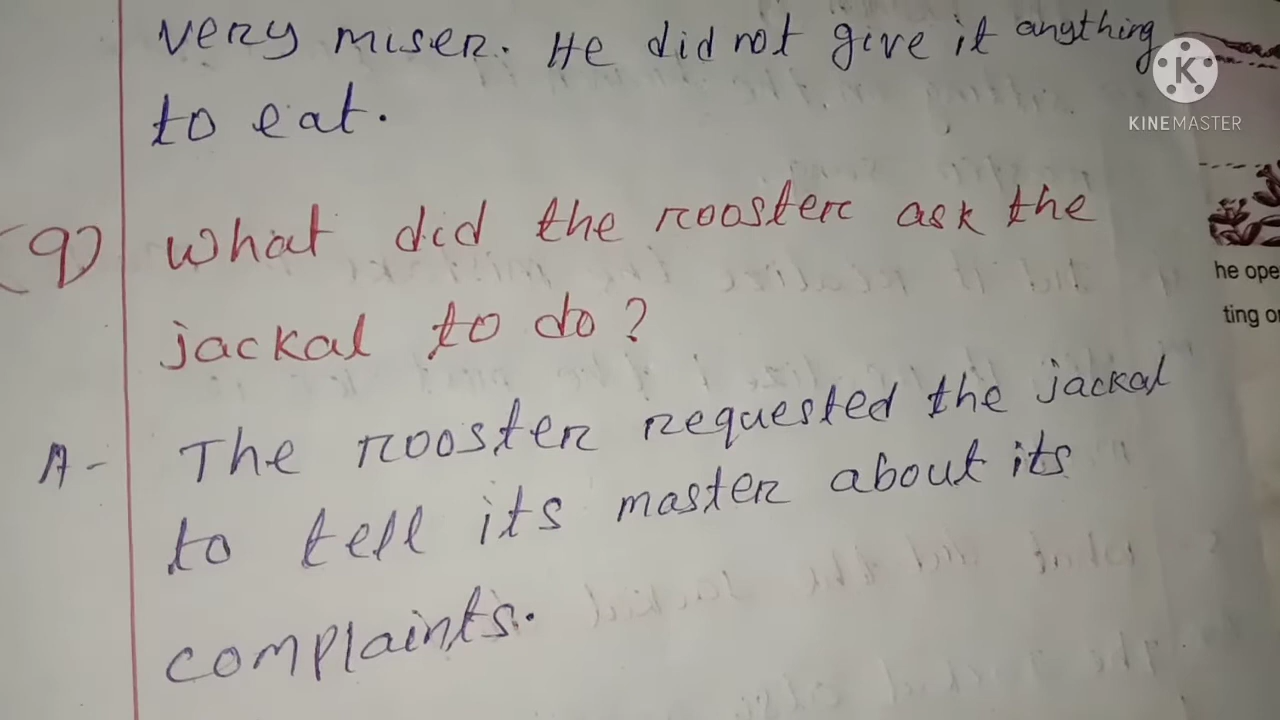 very miser. He did not give it anything
to eat.
KINEMASTER
(9) What did the rooster ask the
jackal to do?
he ope
ting o
A- The rooster requested the jackal
to tell its master about its
complaints.